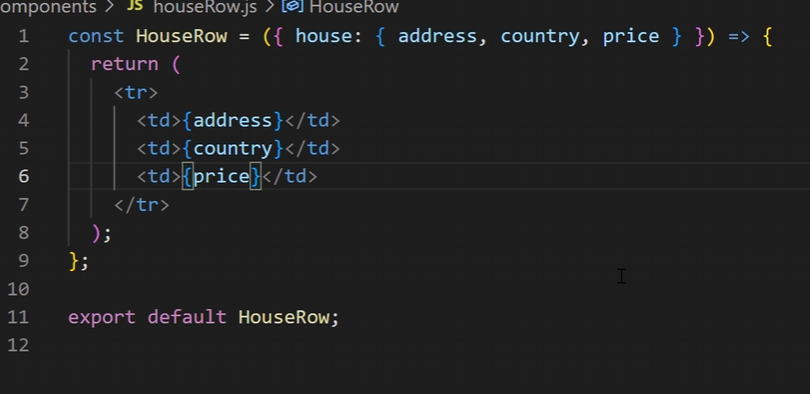 omponents > JS houseRow.js > HouseRow
1 const HouseRow = ({ house: { address, country, price } }) => {
2   return (
3     <tr>
4       <td>{address}</td>
5       <td>{country}</td>
6       <td>{price}</td>
7     </tr>
8   );
9 };
10
11 export default HouseRow;
12